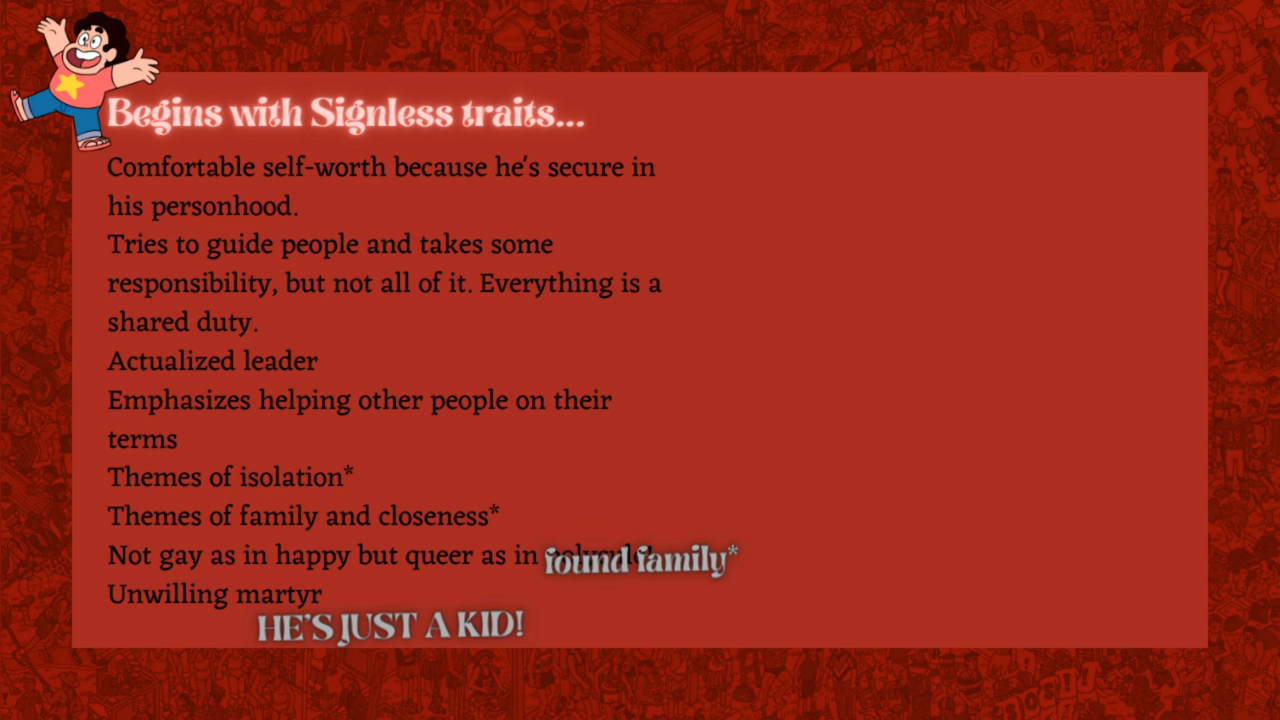 Begins with Signless traits...
Comfortable self-worth because he's secure in
his personhood.
Tries to guide people and takes some
responsibility, but not all of it. Everything is a
shared duty.
Actualized leader
Emphasizes helping other people on their
terms
Themes of isolation*
Themes of family and closeness*
Not gay as in happy but queer as in found family*
Unwilling martyr
HE'S JUST A KID!